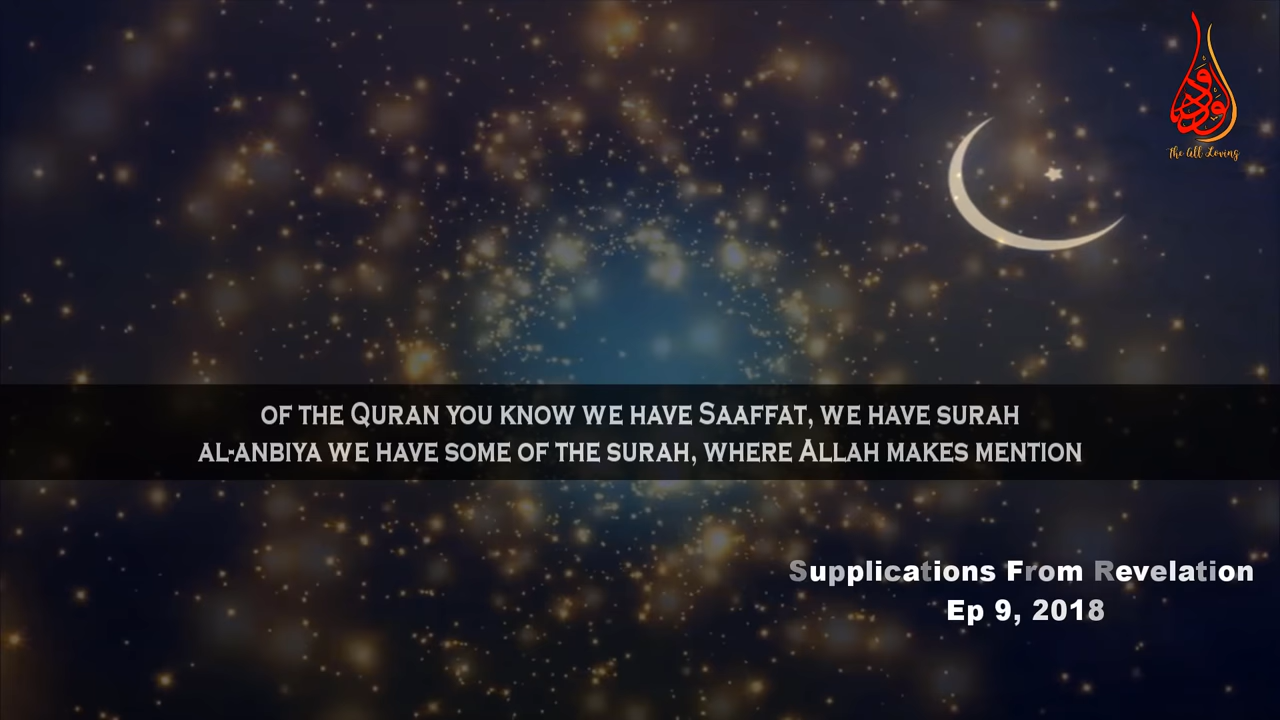 الودود
The All Loving
OF THE QURAN YOU KNOW WE HAVE SAAFFAT, WE HAVE SURAH
AL-ANBIYA WE HAVE SOME OF THE SURAH, WHERE ALLAH MAKES MENTION
Supplications From Revelation
Ep 9, 2018